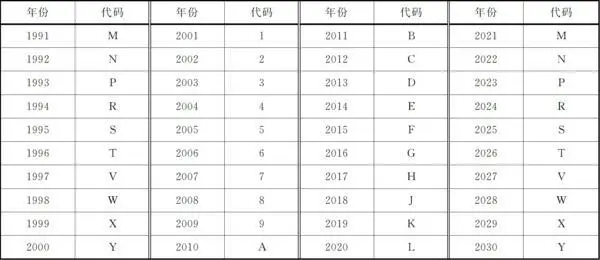 年份 代码 年份 代码 年份 代码 年份 代码
1991 M 2001 1 2011 B 2021 M
1992 N 2002 2 2012 C 2022 N
1993 P 2003 3 2013 D 2023 P
1994 R 2004 4 2014 E 2024 R
1995 S 2005 5 2015 F 2025 S
1996 T 2006 6 2016 G 2026 T
1997 V 2007 7 2017 H 2027 V
1998 W 2008 8 2018 J 2028 W
1999 X 2009 9 2019 K 2029 X
2000 Y 2010 A 2020 L 2030 Y